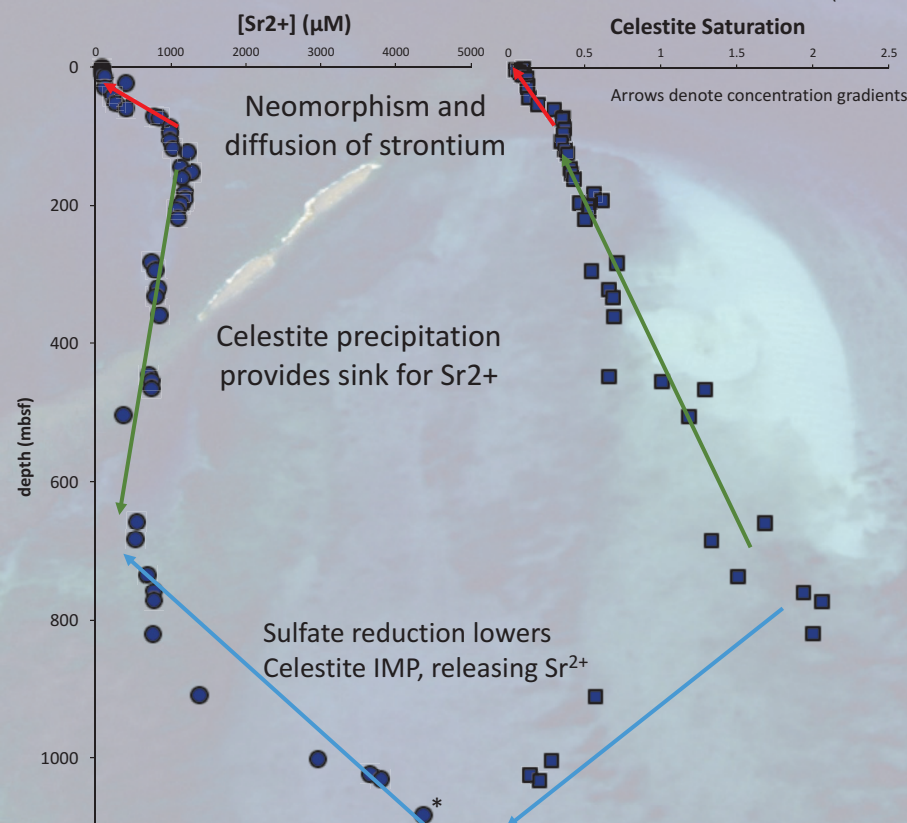 [Sr2+] (µM)
Celestite Saturation
0 1000 2000 3000 4000 5000
0 0.5 1 1.5 2 2.5
Arrows denote concentration gradients
Neomorphism and
diffusion of strontium
Celestite precipitation
provides sink for Sr2+
Sulfate reduction lowers
Celestite IMP, releasing Sr²⁺
depth (mbsf)
0
200
400
600
800
1000
*